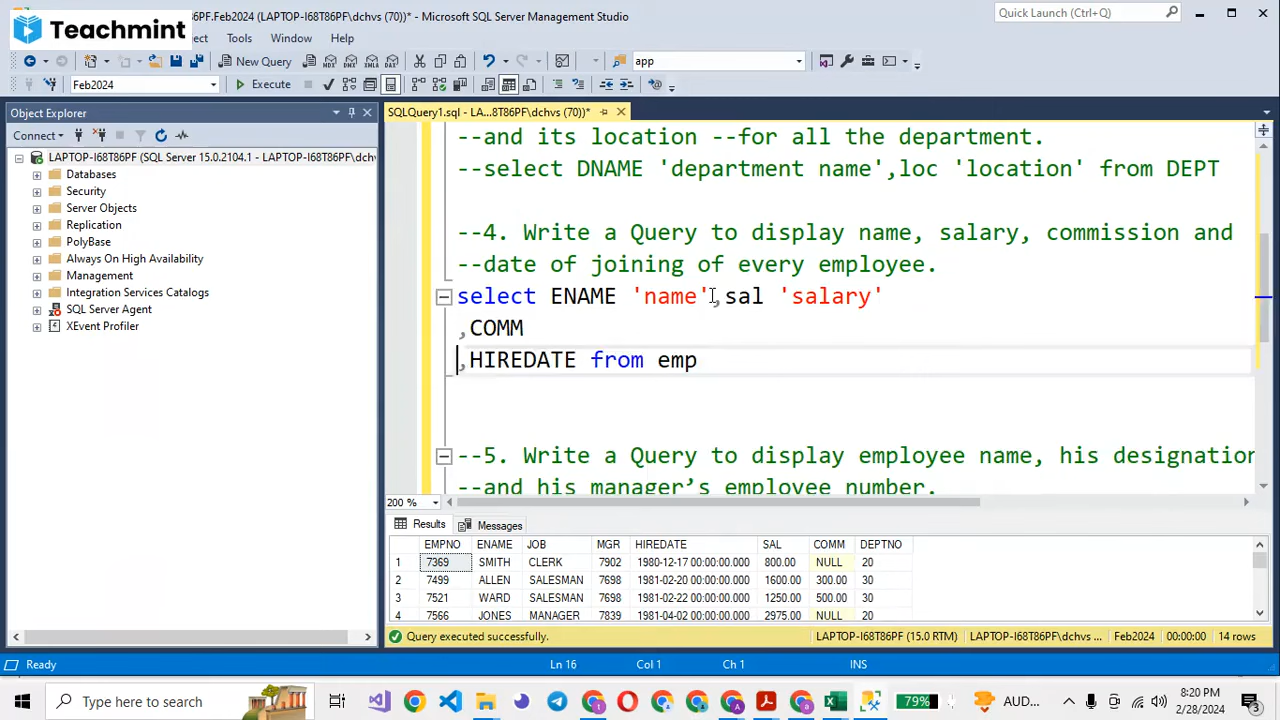 PF.Feb2024 (LAPTOP-I68T86PF\dchvs (70))* - Microsoft SQL Server Management Studio
Quick Launch (Ctrl+Q)
Teachmint
Tools Window Help
New Query
app
Feb2024
Execute
Object Explorer
Connect
LAPTOP-I68T86PF (SQL Server 15.0.2104.1 - LAPTOP-I68T86PF\dchvs
Databases
Security
Server Objects
Replication
PolyBase
Always On High Availability
Management
Integration Services Catalogs
SQL Server Agent
XEvent Profiler
SQLQuery1.sql - LA...8T86PF\dchvs (70))*
--and its location --for all the department.
--select DNAME 'department name',loc 'location' from DEPT
--4. Write a Query to display name, salary, commission and
--date of joining of every employee.
select ENAME 'name',sal 'salary'
,COMM
,HIREDATE from emp
--5. Write a Query to display employee name, his designation
--and his manager’s employee number.
200 %
Results Messages
EMPNO ENAME JOB MGR HIREDATE SAL COMM DEPTNO
1 7369 SMITH CLERK 7902 1980-12-17 00:00:00.000 800.00 NULL 20
2 7499 ALLEN SALESMAN 7698 1981-02-20 00:00:00.000 1600.00 300.00 30
3 7521 WARD SALESMAN 7698 1981-02-22 00:00:00.000 1250.00 500.00 30
4 7566 JONES MANAGER 7839 1981-04-02 00:00:00.000 2975.00 NULL 20
Query executed successfully.
LAPTOP-I68T86PF (15.0 RTM) LAPTOP-I68T86PF\dchvs ... Feb2024 00:00:00 14 rows
Ready
Ln 16 Col 1 Ch 1 INS
Type here to search
79%
AUD...
8:20 PM
2/28/2024
3